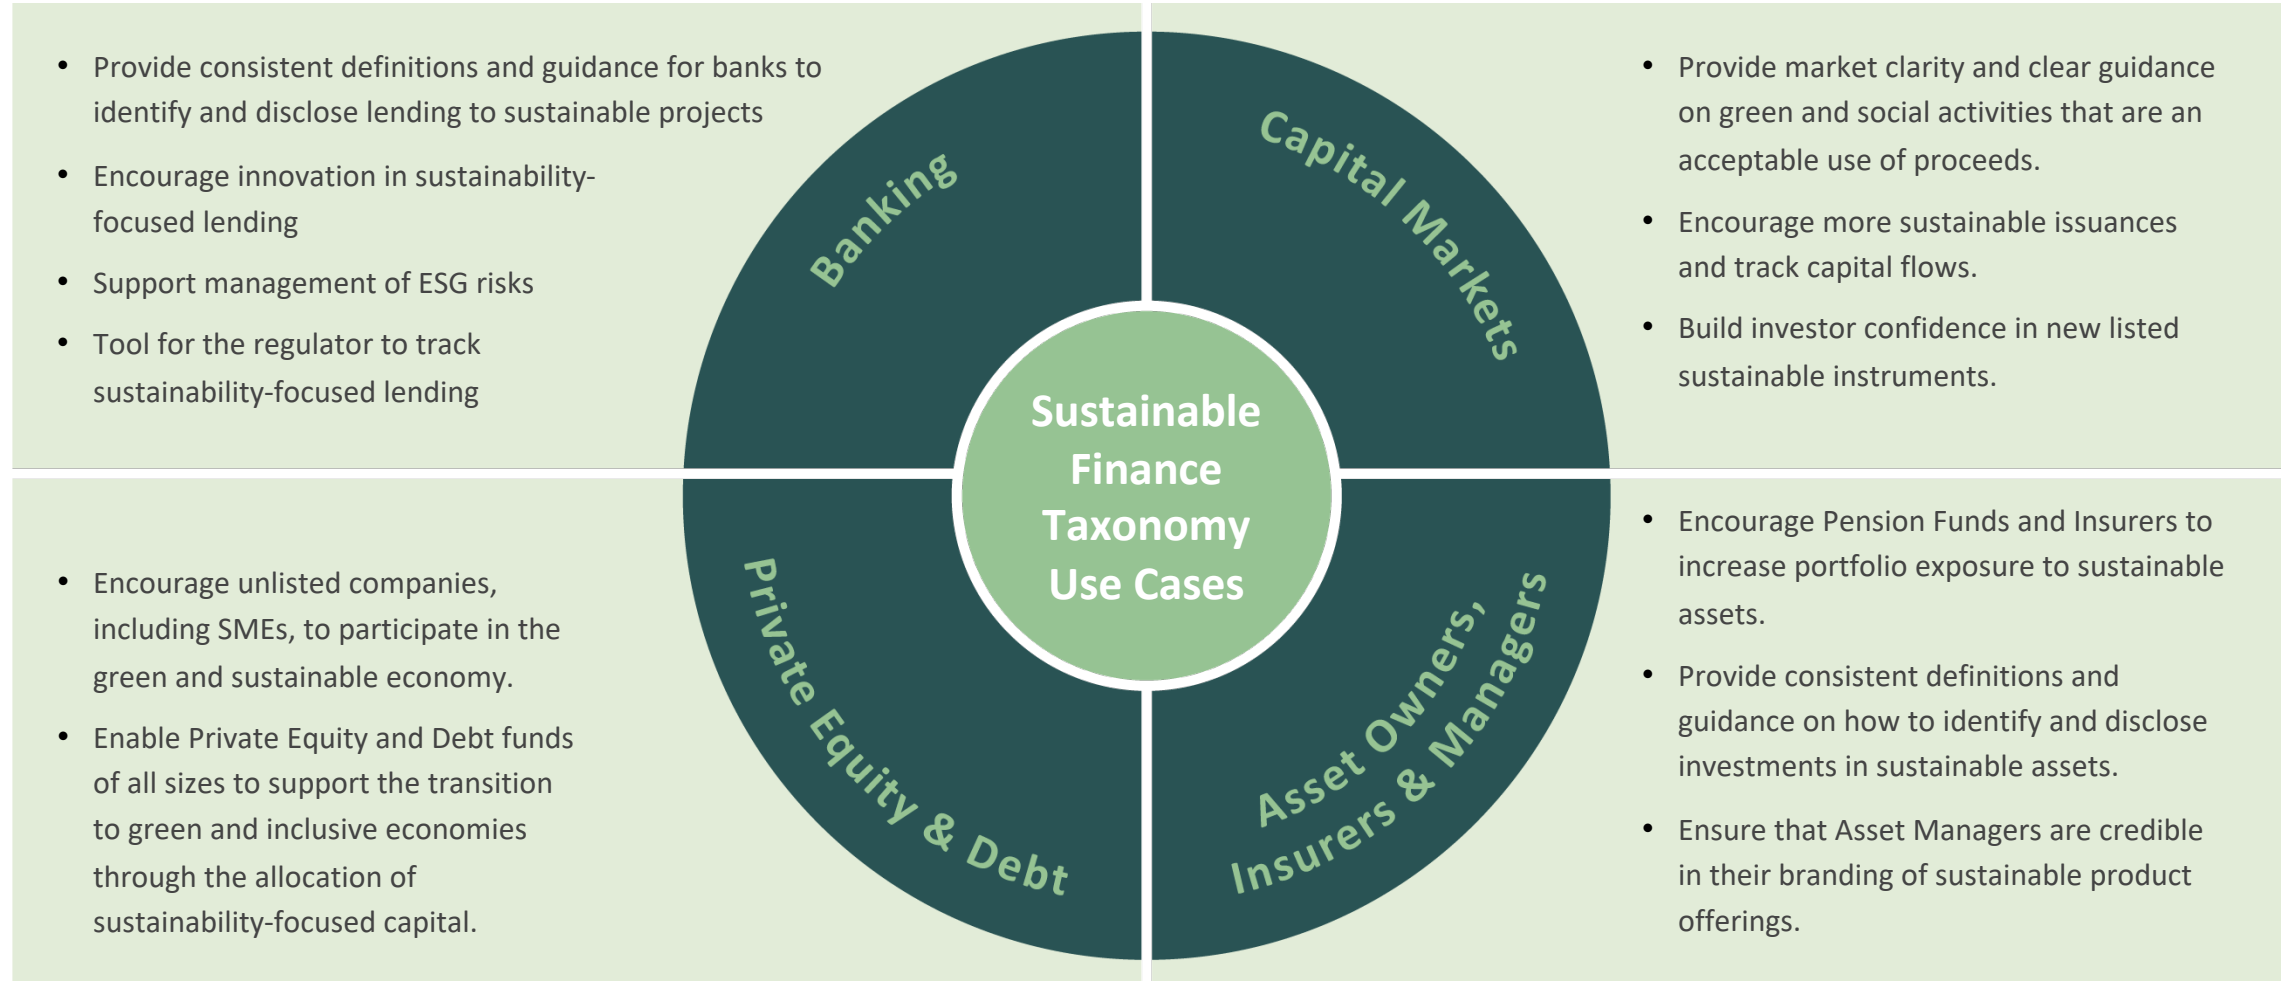 • Provide consistent definitions and guidance for banks to
identify and disclose lending to sustainable projects
• Encourage innovation in sustainability-
focused lending
• Support management of ESG risks
• Tool for the regulator to track
sustainability-focused lending
Banking
Capital Markets
• Provide market clarity and clear guidance
on green and social activities that are an
acceptable use of proceeds.
• Encourage more sustainable issuances
and track capital flows.
• Build investor confidence in new listed
sustainable instruments.
Sustainable
Finance
Taxonomy
Use Cases
• Encourage unlisted companies,
including SMEs, to participate in the
green and sustainable economy.
• Enable Private Equity and Debt funds
of all sizes to support the transition
to green and inclusive economies
through the allocation of
sustainability-focused capital.
Private Equity & Debt
Asset Owners,
Insurers & Managers
• Encourage Pension Funds and Insurers to
increase portfolio exposure to sustainable
assets.
• Provide consistent definitions and
guidance on how to identify and disclose
investments in sustainable assets.
• Ensure that Asset Managers are credible
in their branding of sustainable product
offerings.